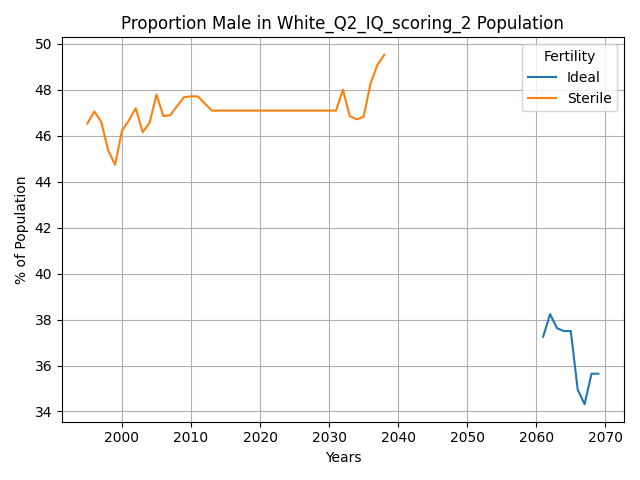 Proportion Male in White_Q2_IQ_scoring_2 Population
Fertility
Ideal
Sterile
% of Population
50
48
46
44
42
40
38
36
34
2000 2010 2020 2030 2040 2050 2060 2070
Years